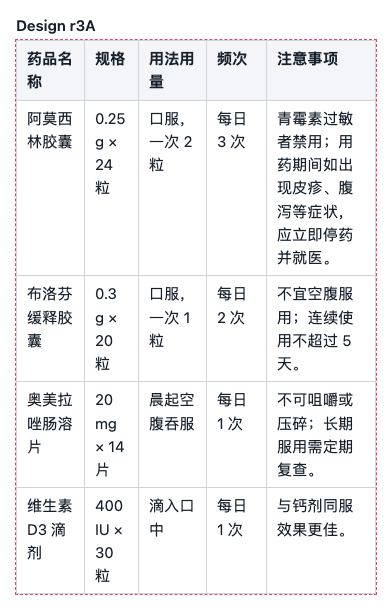 Design r3A
药品名
称
规格
用法用
量
频次
注意事项
阿莫西
林胶囊
0.25
g ×
24
粒
口服，
一次 2
粒
每日
3 次
青霉素过敏
者禁用；用
药期间如出
现皮疹、腹
泻等症状，
应立即停药
并就医。
布洛芬
缓释胶
囊
0.3
g ×
20
粒
口服，
一次 1
粒
每日
2 次
不宜空腹服
用；连续使
用不超过 5
天。
奥美拉
唑肠溶
片
20
mg
× 14
片
晨起空
腹吞服
每日
1 次
不可咀嚼或
压碎；长期
服用需定期
复查。
维生素
D3 滴
剂
400
IU ×
30
粒
滴入口
中
每日
1 次
与钙剂同服
效果更佳。